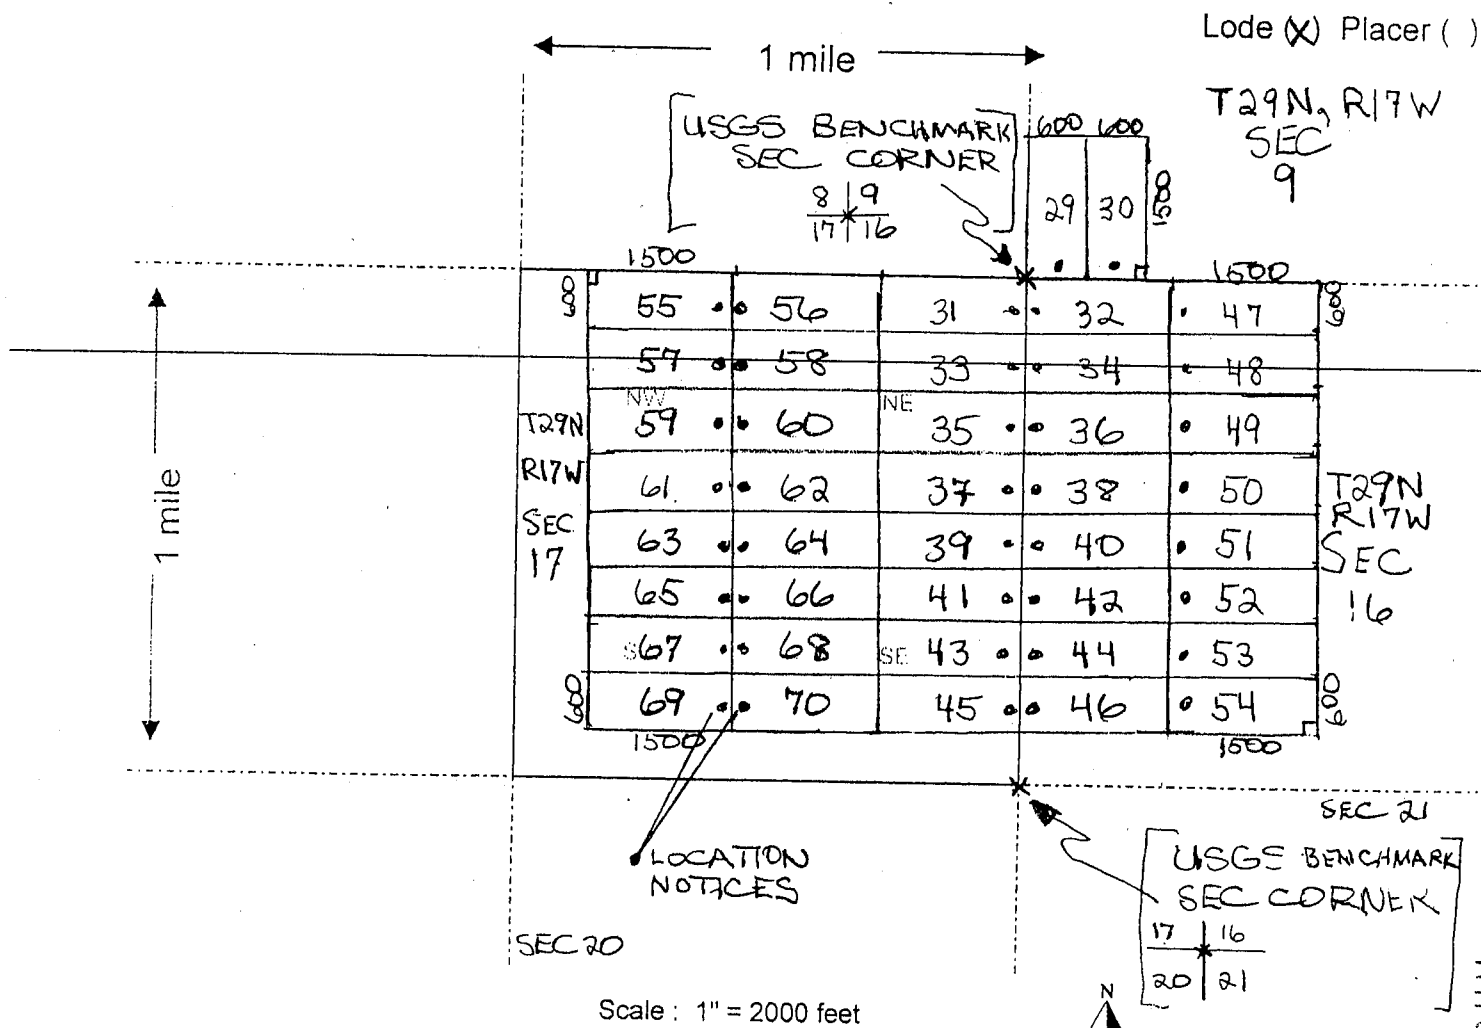 Lode (X) Placer ( )
1 mile
T29N, R17W
SEC
9
USGS BENCHMARK
SEC CORNER
8 9
17 16
600 600
29 30
1500
1500
1500
600
55 56 31 32 47
600
57 58 33 34 48
NW NE
T29N
59 60 35 36 49
R17W
61 62 37 38 50
T29N
R17W
SEC
17
63 64 39 40 51
SEC
16
65 66 41 42 52
S 67 68 SE 43 44 53
600
69 70 45 46 54
600
1500
1500
1 mile
SEC 21
LOCATION
NOTICES
USGS BENCHMARK
SEC CORNER
17 16
20 21
SEC 20
N
Scale : 1" = 2000 feet